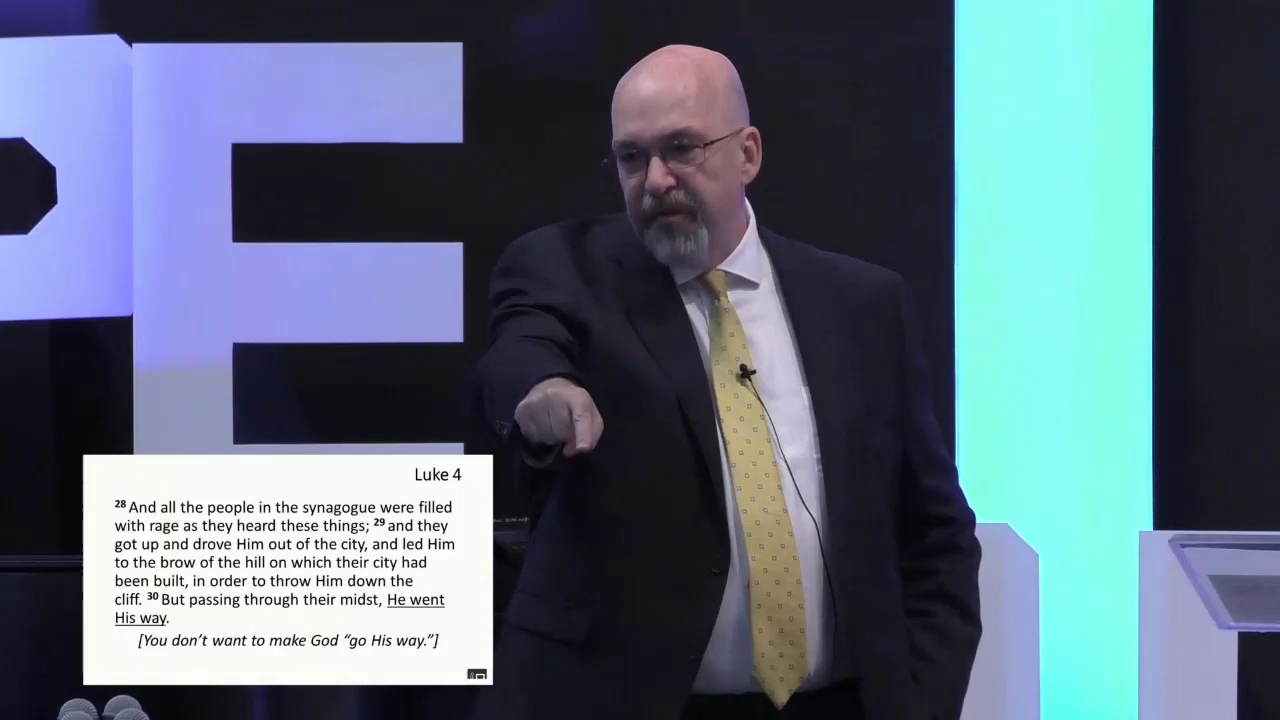 PE
Luke 4
28 And all the people in the synagogue were filled
with rage as they heard these things; 29 and they
got up and drove Him out of the city, and led Him
to the brow of the hill on which their city had
been built, in order to throw Him down the
cliff. 30 But passing through their midst, He went
His way.
[You don’t want to make God “go His way.”]